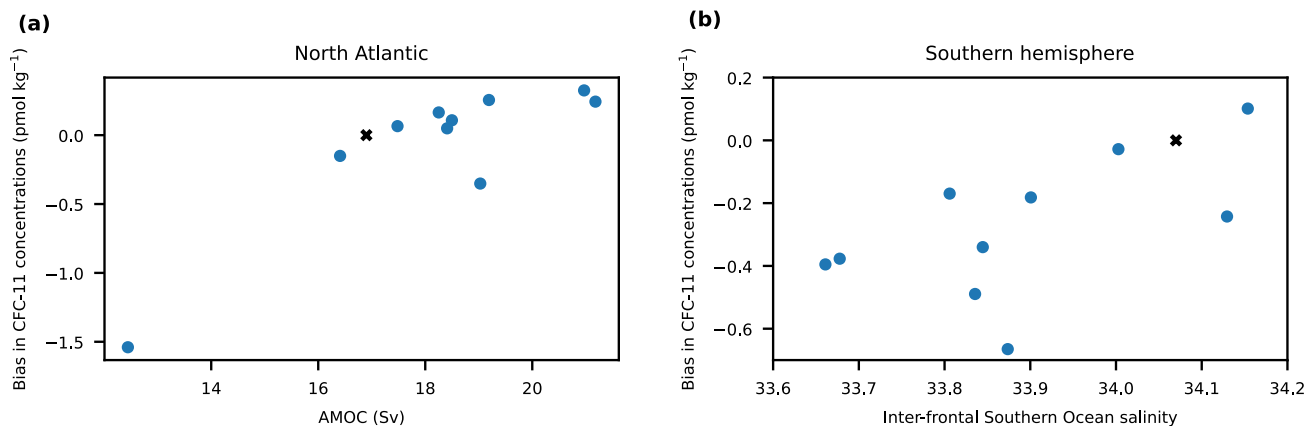 (a)
North Atlantic
Bias in CFC-11 concentrations (pmol kg⁻¹)
0.0
−0.5
−1.0
−1.5
14
16
18
20
AMOC (Sv)
(b)
Southern hemisphere
Bias in CFC-11 concentrations (pmol kg⁻¹)
0.2
0.0
−0.2
−0.4
−0.6
33.6
33.7
33.8
33.9
34.0
34.1
34.2
Inter-frontal Southern Ocean salinity